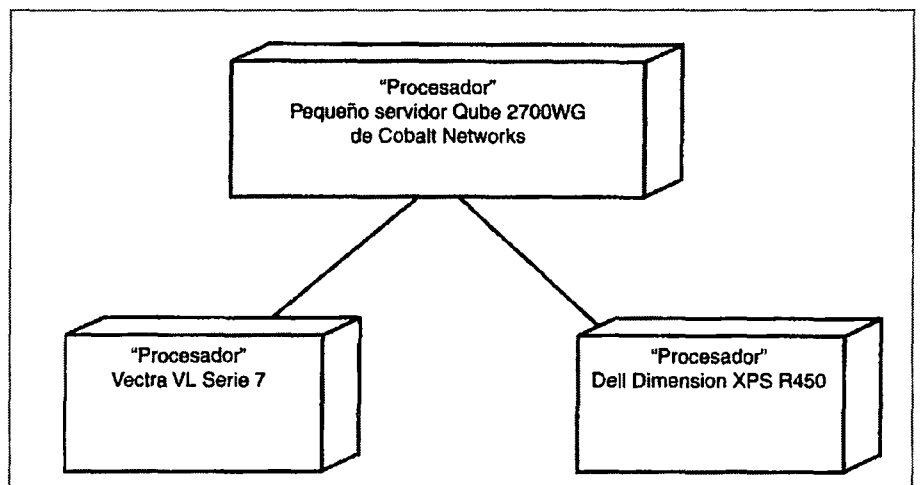 "Procesador"
Pequeño servidor Qube 2700WG
de Cobalt Networks
"Procesador"
Vectra VL Serie 7
"Procesador"
Dell Dimension XPS R450